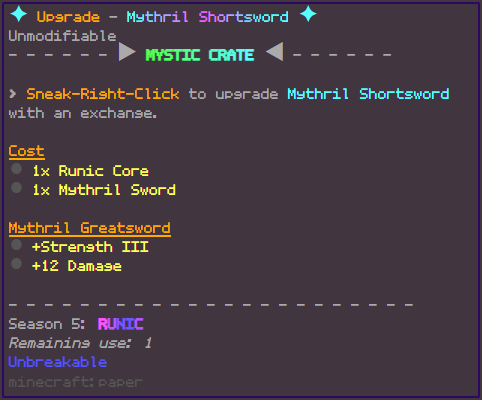 ✦ Upgrade - Mythril Shortsword ✦
Unmodifiable
- - - - - - ▶ MYSTIC CRATE ◀ - - - - - -
> Sneak-Right-Click to upgrade Mythril Shortsword
with an exchange.
Cost
● 1x Runic Core
● 1x Mythril Sword
Mythril Greatsword
● +Strength III
● +12 Damage
- - - - - - - - - - - - - - - - - - - - - - - - -
Season 5: RUNIC
Remaining use: 1
Unbreakable
minecraft:paper